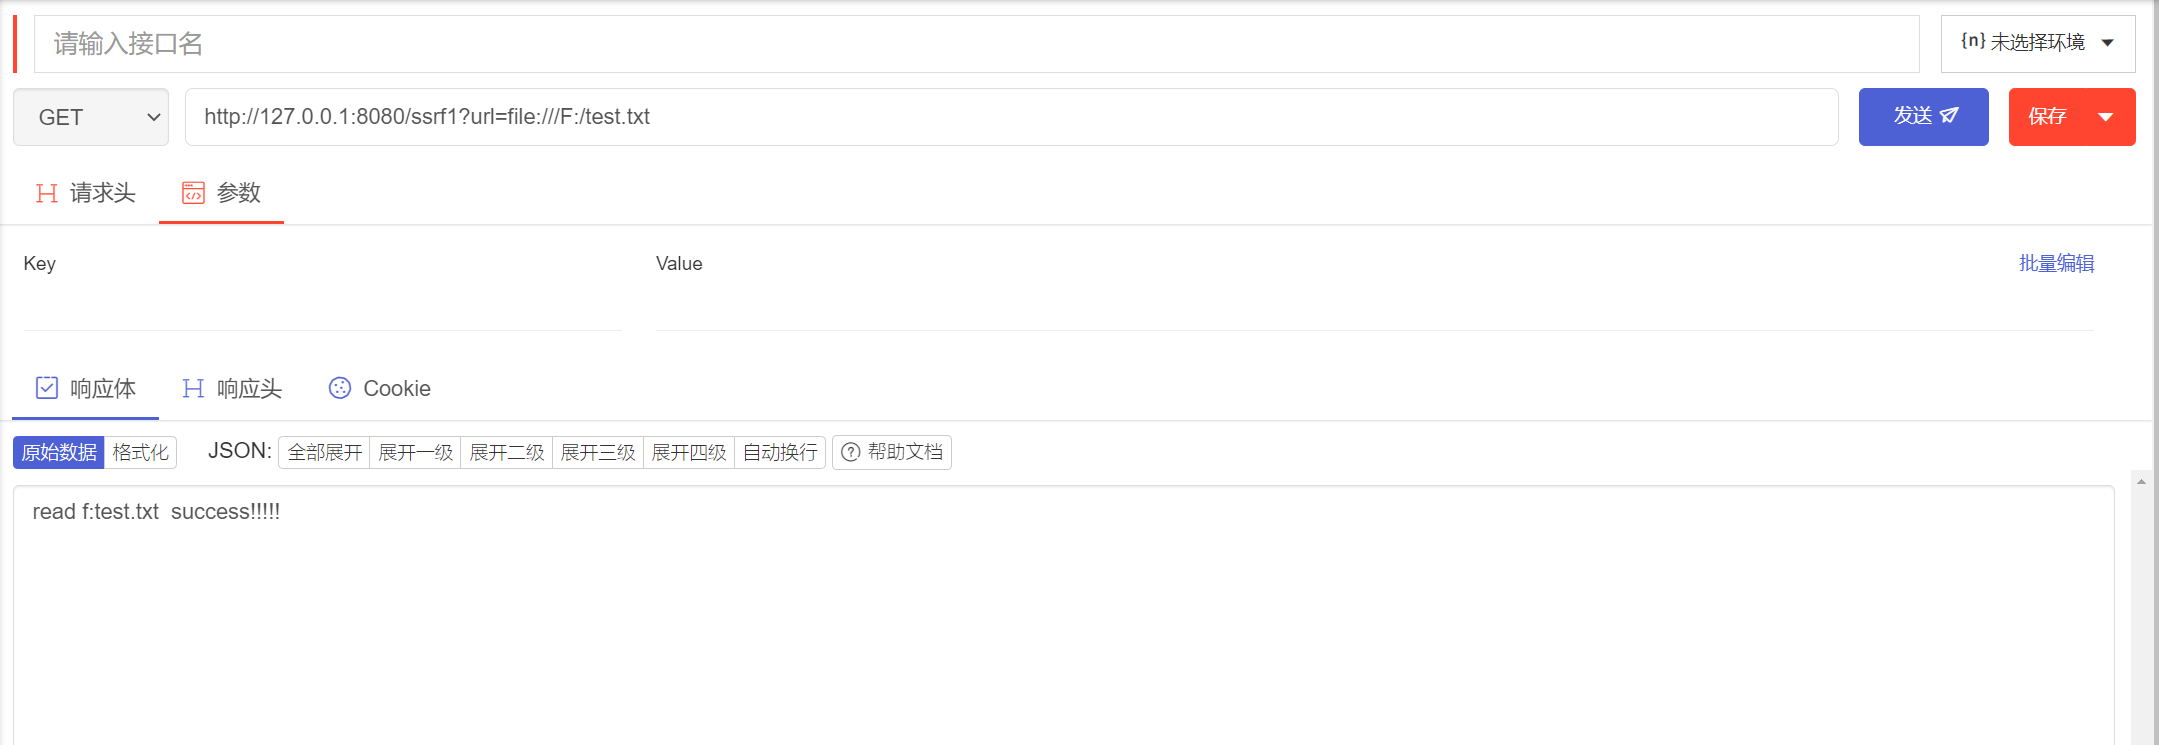 请输入接口名
{n} 未选择环境
GET
http://127.0.0.1:8080/ssrf1?url=file:///F:/test.txt
发送
保存
请求头
参数
Key
Value
批量编辑
响应体
响应头
Cookie
原始数据
格式化
JSON:
全部展开
展开一级
展开二级
展开三级
展开四级
自动换行
帮助文档
read f:test.txt  success!!!!!